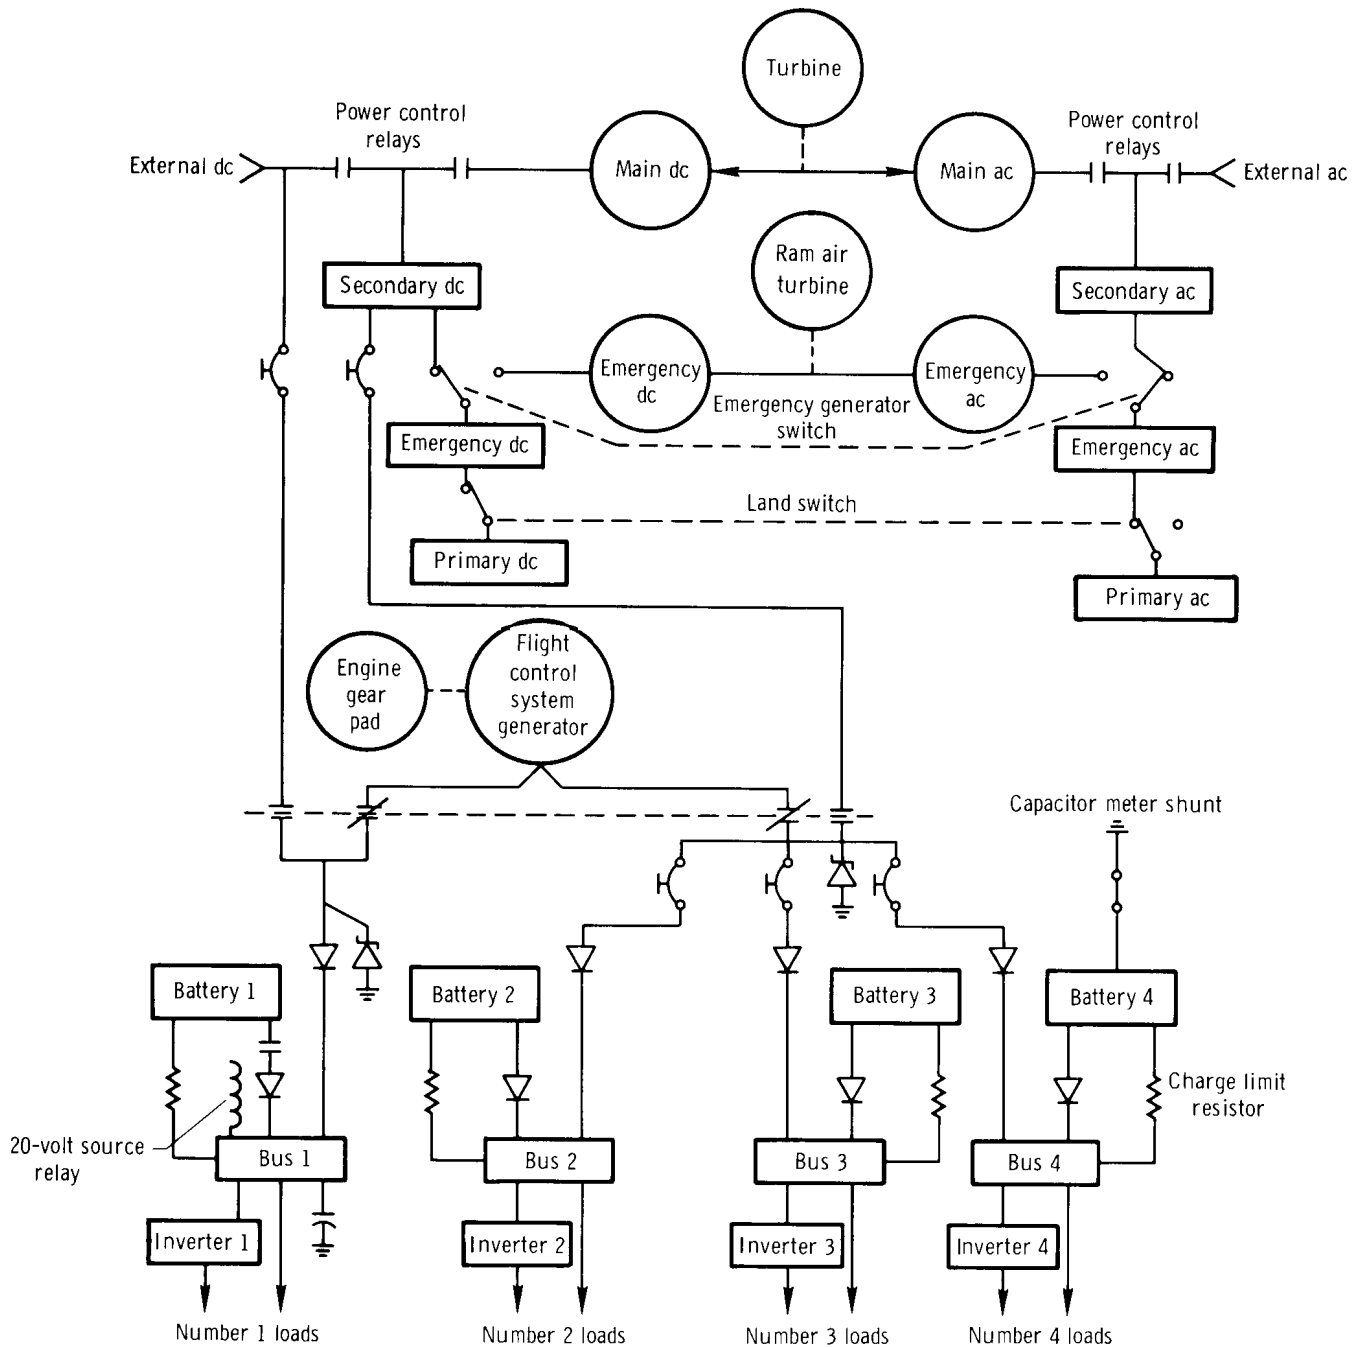 Turbine
Power control
relays
Power control
relays
External dc
Main dc
Main ac
External ac
Ram air
turbine
Secondary dc
Secondary ac
Emergency
dc
Emergency
ac
Emergency generator
switch
Emergency dc
Emergency ac
Land switch
Primary dc
Primary ac
Engine
gear
pad
Flight
control
system
generator
Capacitor meter shunt
Battery 1
Battery 2
Battery 3
Battery 4
Charge limit
resistor
20-volt source
relay
Bus 1
Bus 2
Bus 3
Bus 4
Inverter 1
Inverter 2
Inverter 3
Inverter 4
Number 1 loads
Number 2 loads
Number 3 loads
Number 4 loads